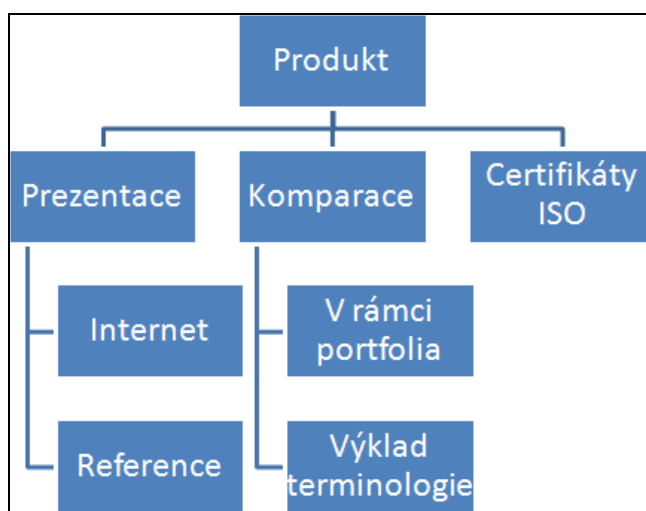 Produkt
Prezentace
Komparace
Certifikáty
ISO
Internet
V rámci
portfolia
Reference
Výklad
terminologie